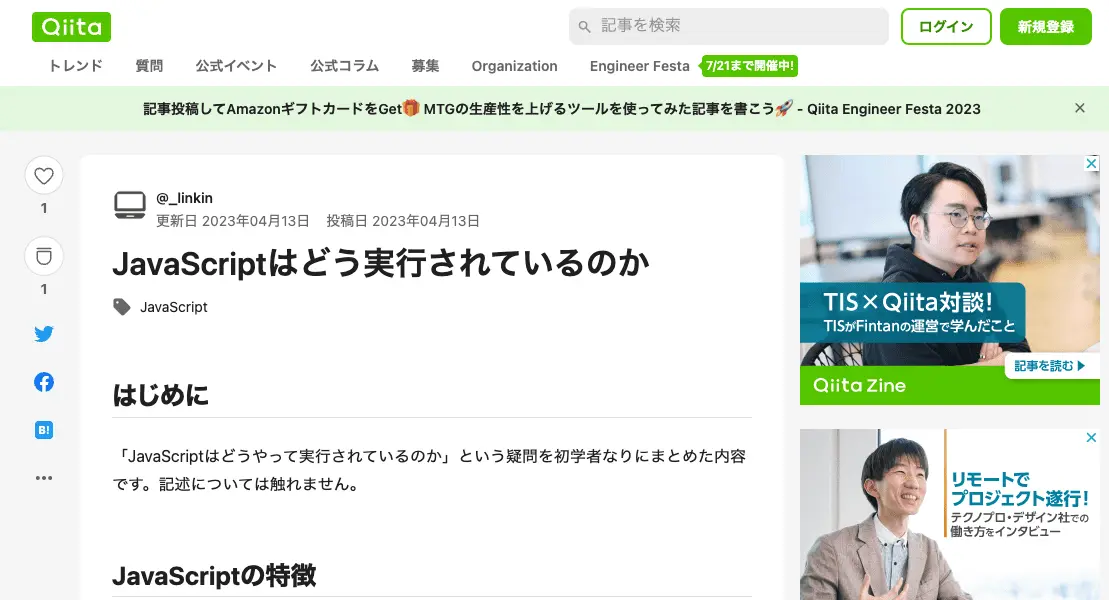 Qiita
記事を検索
ログイン
新規登録
トレンド 質問 公式イベント 公式コラム 募集 Organization Engineer Festa 7/21まで開催中!
記事投稿してAmazonギフトカードをGet🎁 MTGの生産性を上げるツールを使ってみた記事を書こう🚀 - Qiita Engineer Festa 2023
1
1
B!
@_linkin
更新日 2023年04月13日 投稿日 2023年04月13日
JavaScriptはどう実行されているのか
JavaScript
はじめに
「JavaScriptはどうやって実行されているのか」という疑問を初学者なりにまとめた内容
です。記述については触れません。
JavaScriptの特徴
TIS×Qiita対談!
TISがFintanの運営で学んだこと
記事を読む
Qiita Zine
リモートで
プロジェクト遂行!
テクノプロ・デザイン社での
働き方をインタビュー